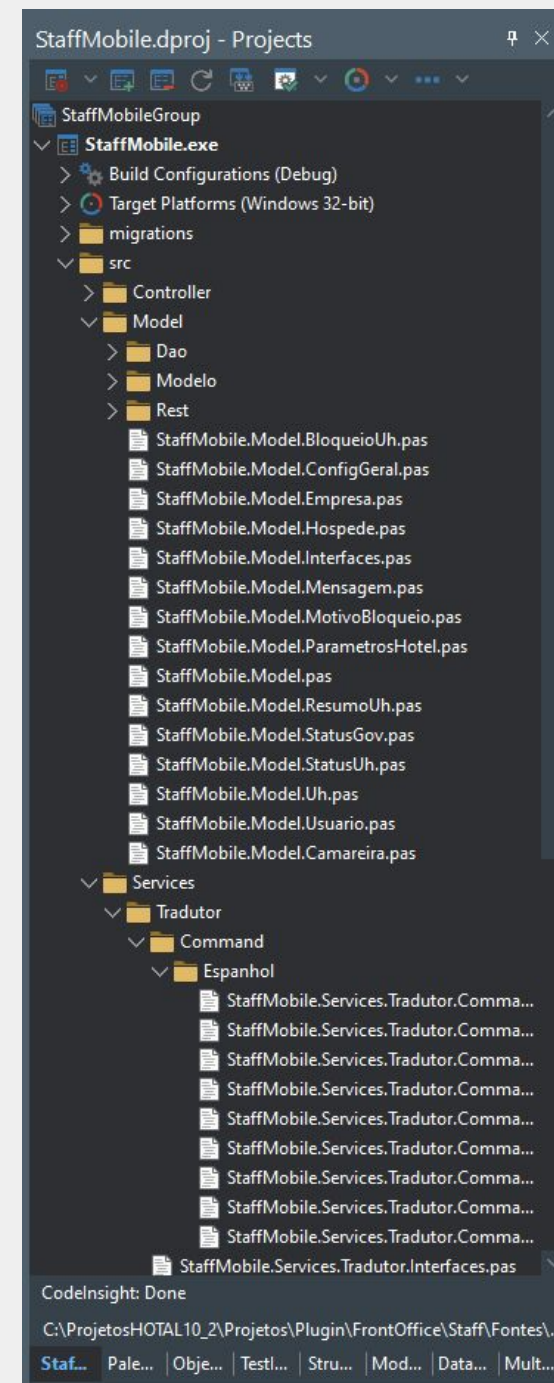 StaffMobile.dproj - Projects
StaffMobileGroup
StaffMobile.exe
Build Configurations (Debug)
Target Platforms (Windows 32-bit)
migrations
src
Controller
Model
Dao
Modelo
Rest
StaffMobile.Model.BloqueioUh.pas
StaffMobile.Model.ConfigGeral.pas
StaffMobile.Model.Empresa.pas
StaffMobile.Model.Hospede.pas
StaffMobile.Model.Interfaces.pas
StaffMobile.Model.Mensagem.pas
StaffMobile.Model.MotivoBloqueio.pas
StaffMobile.Model.ParametrosHotel.pas
StaffMobile.Model.pas
StaffMobile.Model.ResumoUh.pas
StaffMobile.Model.StatusGov.pas
StaffMobile.Model.StatusUh.pas
StaffMobile.Model.Uh.pas
StaffMobile.Model.Usuario.pas
StaffMobile.Model.Camareira.pas
Services
Tradutor
Command
Espanhol
StaffMobile.Services.Tradutor.Comma...
StaffMobile.Services.Tradutor.Comma...
StaffMobile.Services.Tradutor.Comma...
StaffMobile.Services.Tradutor.Comma...
StaffMobile.Services.Tradutor.Comma...
StaffMobile.Services.Tradutor.Comma...
StaffMobile.Services.Tradutor.Comma...
StaffMobile.Services.Tradutor.Comma...
StaffMobile.Services.Tradutor.Comma...
StaffMobile.Services.Tradutor.Interfaces.pas
CodeInsight: Done
C:\ProjetosHOTAL10_2\Projetos\Plugin\FrontOffice\Staff\Fontes\.
Staf... Pale... Obje... TestI... Stru... Mod... Data... Mult...